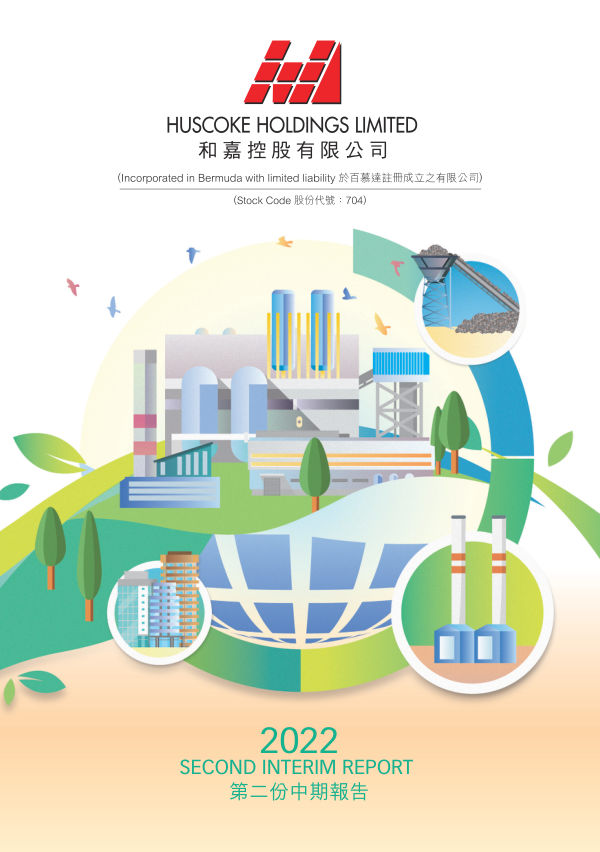 HUSCOKE HOLDINGS LIMITED
和嘉控股有限公司
(Incorporated in Bermuda with limited liability 於百慕達註冊成立之有限公司)
(Stock Code 股份代號：704)
2022
SECOND INTERIM REPORT
第二份中期報告